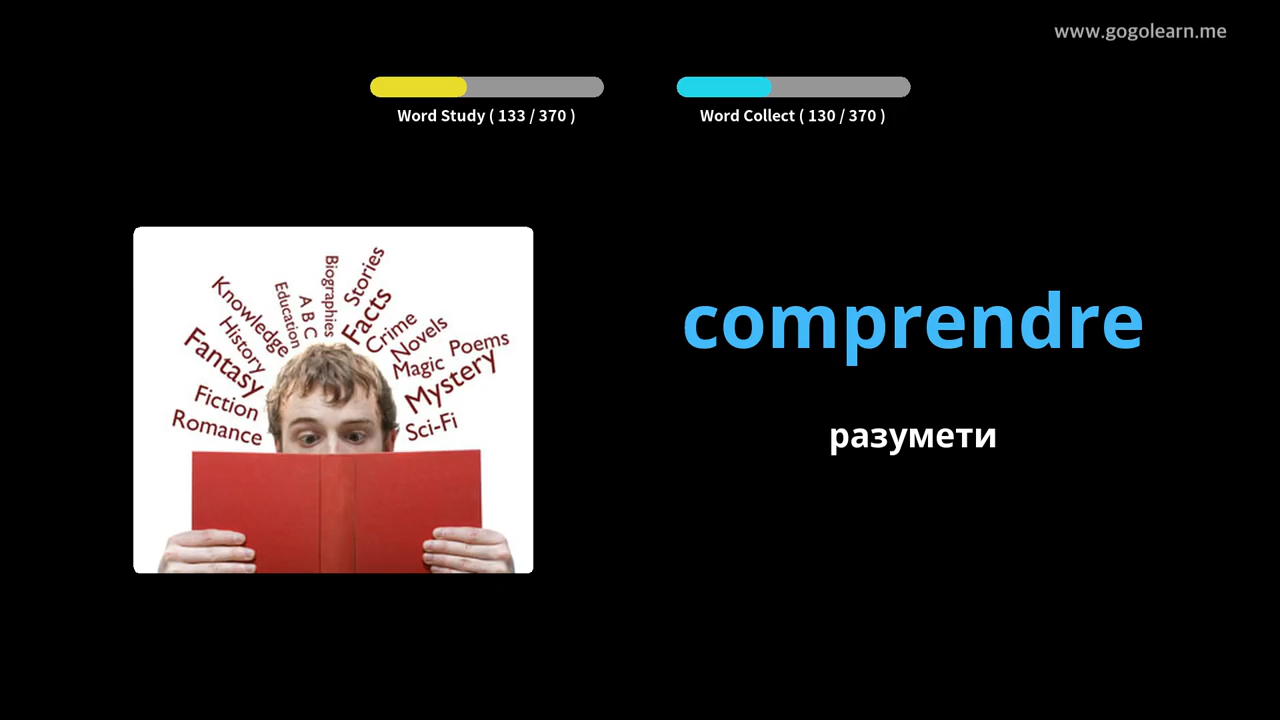 www.gogolearn.me
Word Study ( 133 / 370 )
Word Collect ( 130 / 370 )
Biographies
Stories
Education
A B C
Facts
Knowledge
Crime
History
Novels
Poems
Fantasy
Magic
Mystery
Fiction
Romance
Sci-Fi
comprendre
разумети